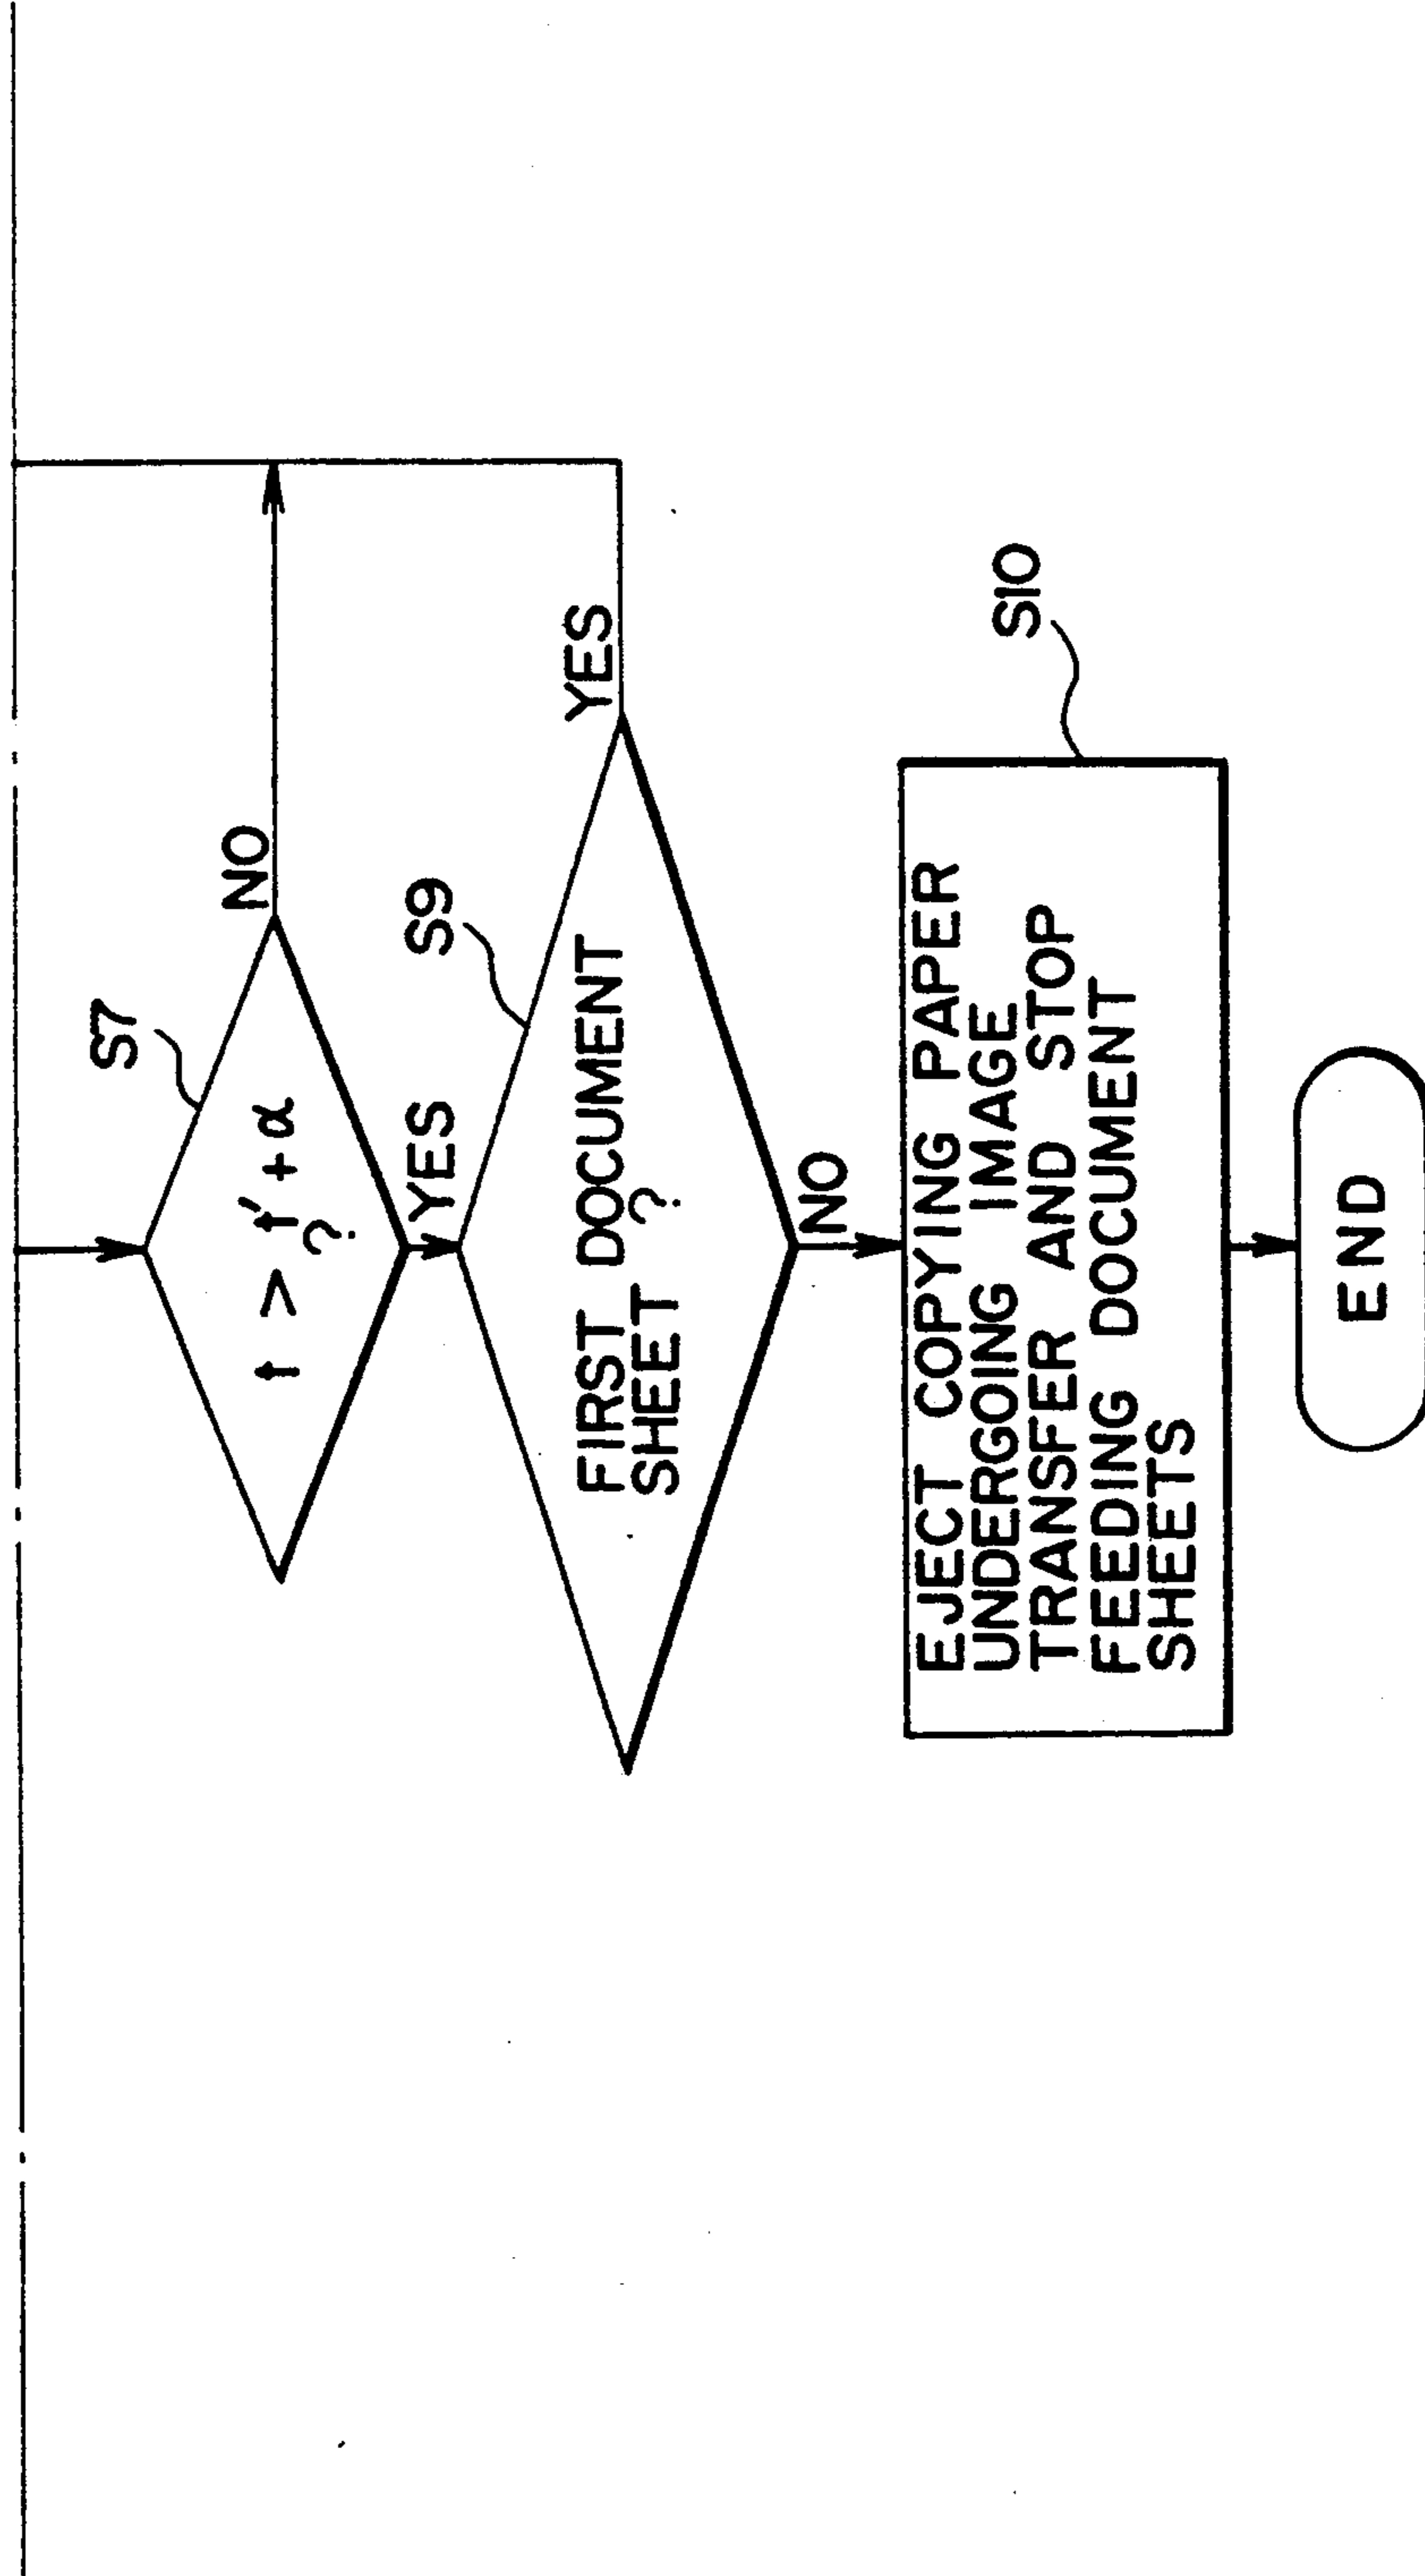 S7
t > t' + α
?
NO
YES
S9
FIRST DOCUMENT
SHEET ?
YES
NO
S10
EJECT COPYING PAPER
UNDERGOING IMAGE
TRANSFER AND STOP
FEEDING DOCUMENT
SHEETS
END